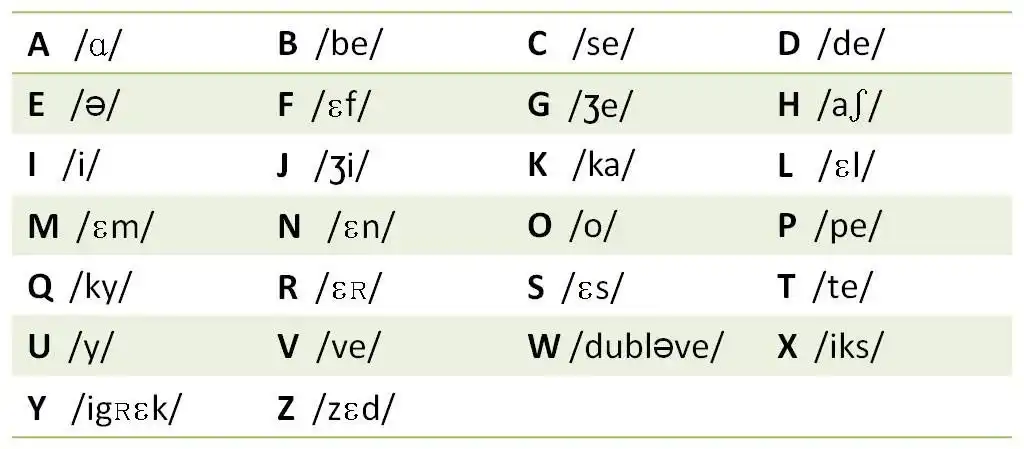 A /ɑ/ B /be/ C /se/ D /de/
E /ə/ F /ɛf/ G /ʒe/ H /aʃ/
I /i/ J /ʒi/ K /ka/ L /ɛl/
M /ɛm/ N /ɛn/ O /o/ P /pe/
Q /ky/ R /ɛʀ/ S /ɛs/ T /te/
U /y/ V /ve/ W /dubləve/ X /iks/
Y /igʀɛk/ Z /zɛd/